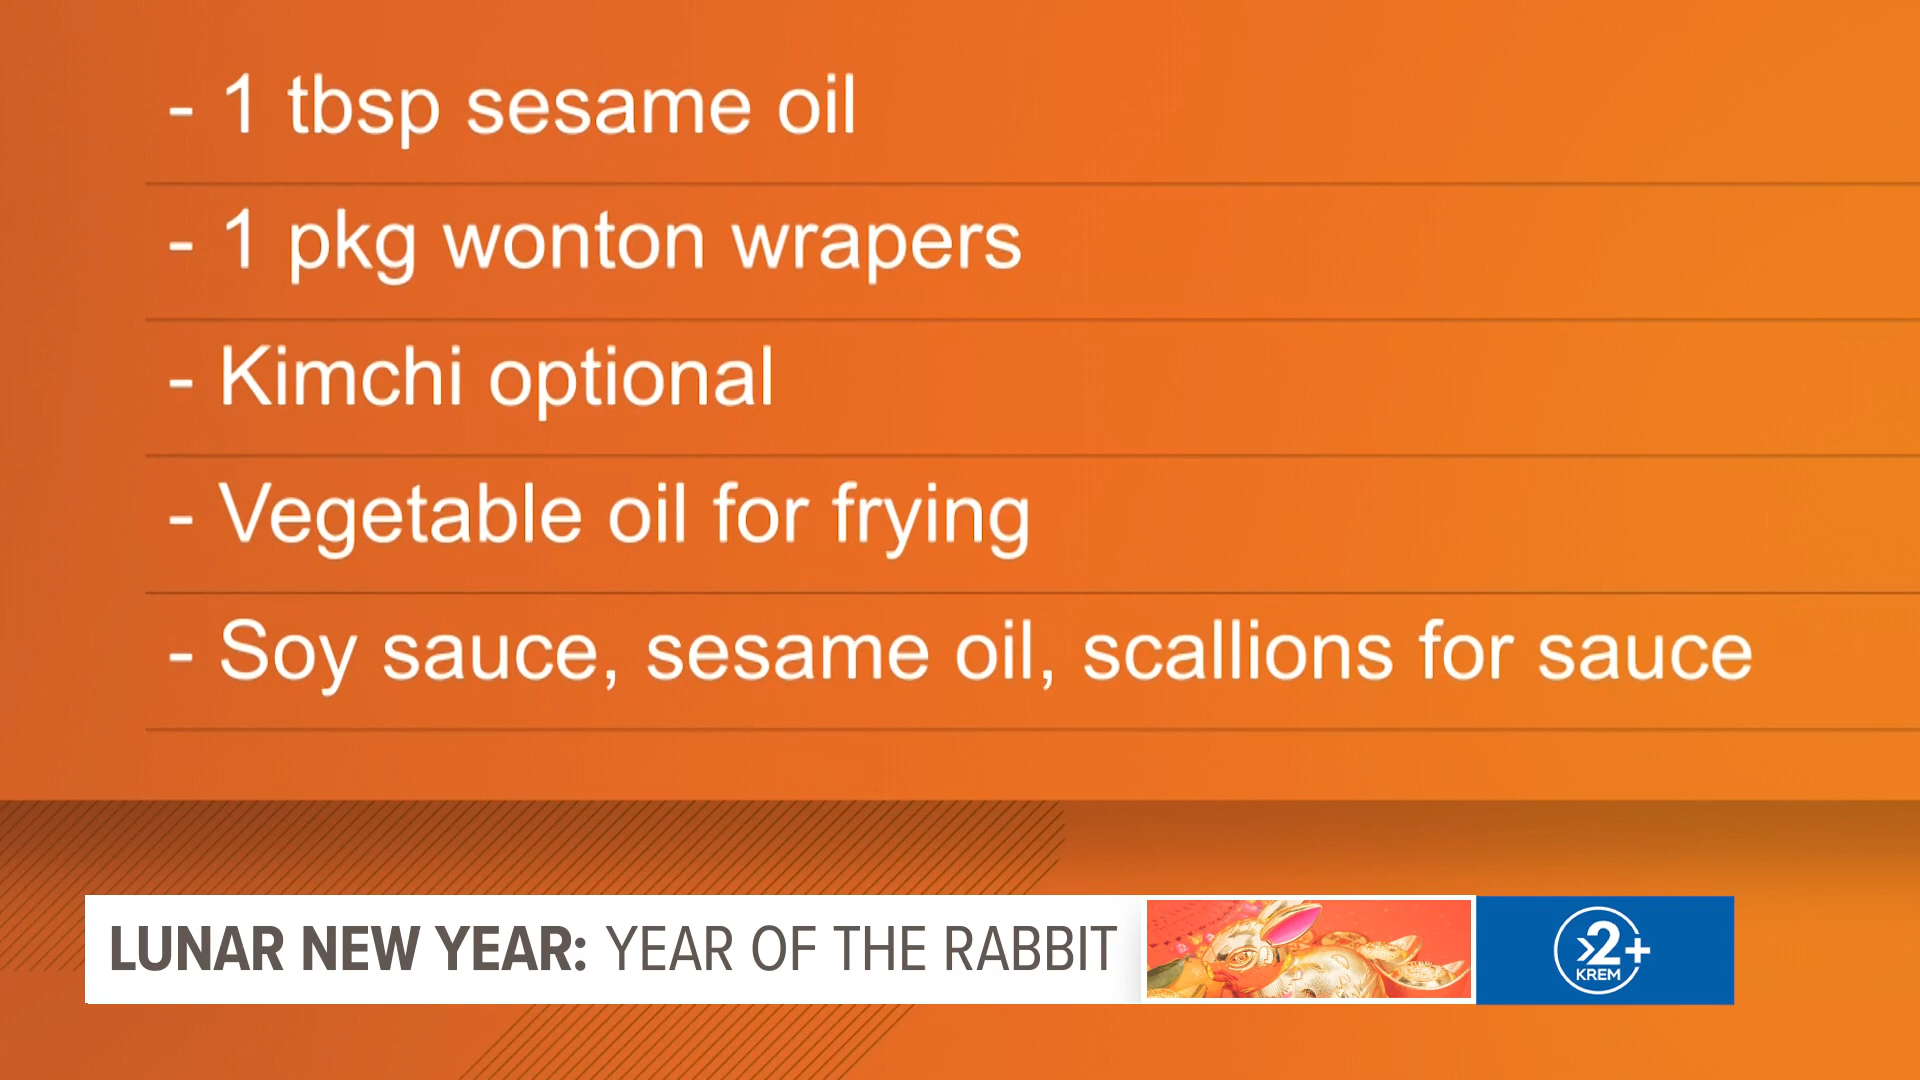 - 1 tbsp sesame oil
- 1 pkg wonton wrapers
- Kimchi optional
- Vegetable oil for frying
- Soy sauce, sesame oil, scallions for sauce
LUNAR NEW YEAR: YEAR OF THE RABBIT
2+
KREM